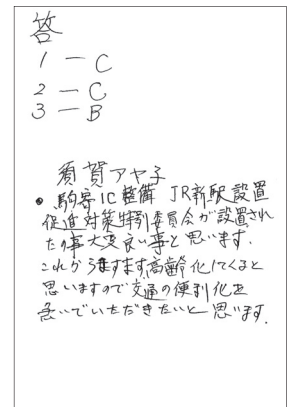 答
1 ー C
2 ー C
3 ー B
須賀アヤ子
• 駒寄IC整備 JR新駅設置
促進対策特別委員会が設置され
たの事大変良い事と思います.
これからますます高齢化してくると
思いますので交通の便利化を
急いでいただきたいと思います.